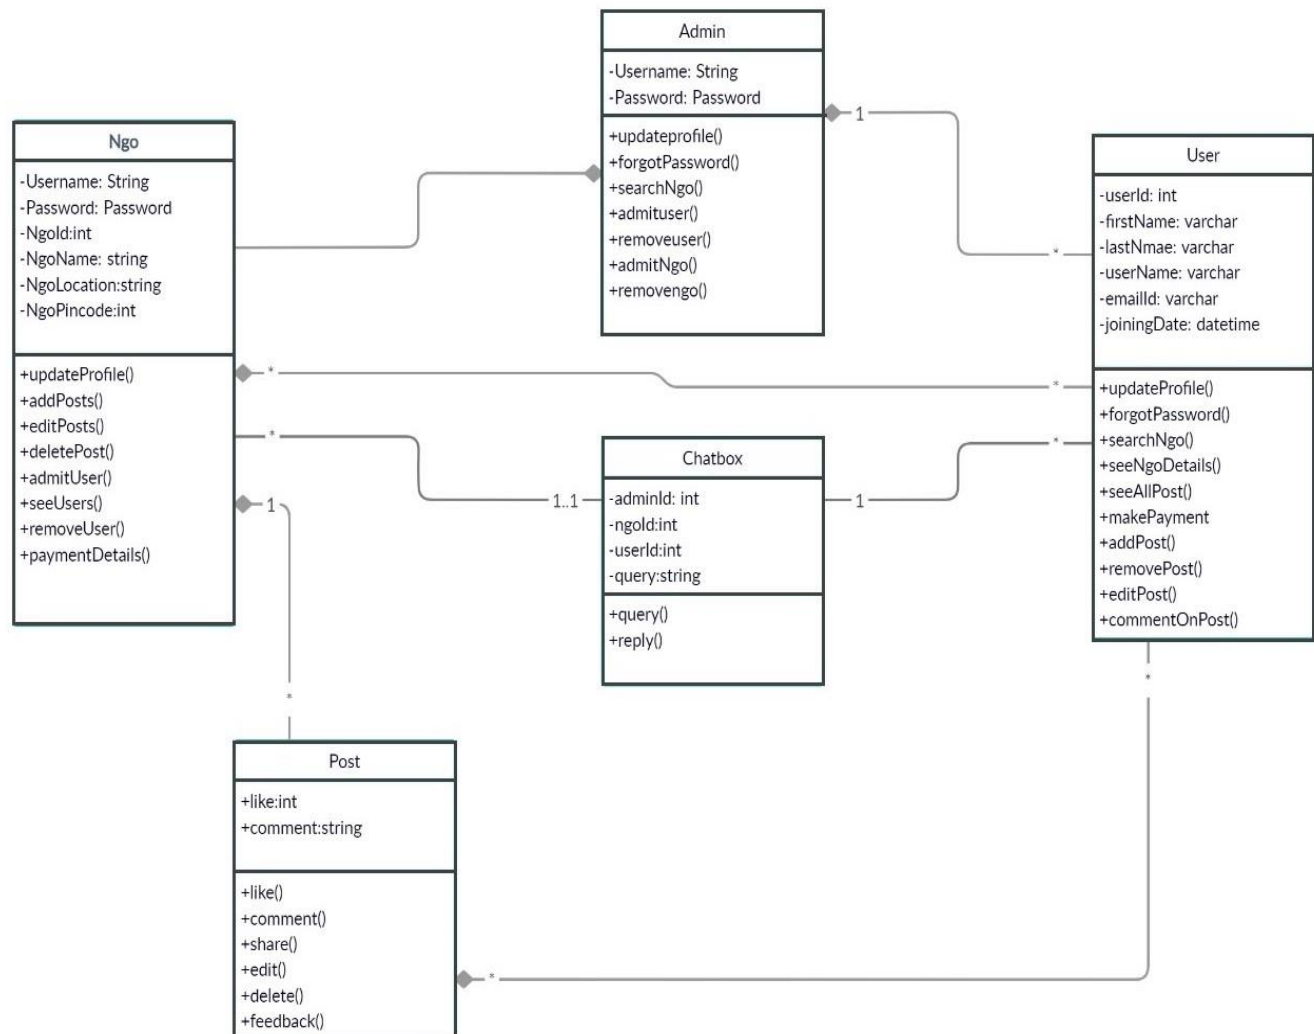 Admin
-Username: String
-Password: Password
+updateprofile()
+forgotPassword()
+searchNgo()
+admituser()
+removeuser()
+admitNgo()
+removengo()
1
*
Ngo
-Username: String
-Password: Password
-NgoId:int
-NgoName: string
-NgoLocation:string
-NgoPincode:int
+updateProfile()
+addPosts()
+editPosts()
+deletePost()
+admitUser()
+seeUsers()
+removeUser()
+paymentDetails()
*
*
*
1..1
1
*
User
-userId: int
-firstName: varchar
-lastNmae: varchar
-userName: varchar
-emailId: varchar
-joiningDate: datetime
+updateProfile()
+forgotPassword()
+searchNgo()
+seeNgoDetails()
+seeAllPost()
+makePayment
+addPost()
+removePost()
+editPost()
+commentOnPost()
*
Chatbox
-adminId: int
-ngoId:int
-userId:int
-query:string
+query()
+reply()
1
*
Post
+like:int
+comment:string
+like()
+comment()
+share()
+edit()
+delete()
+feedback()
*